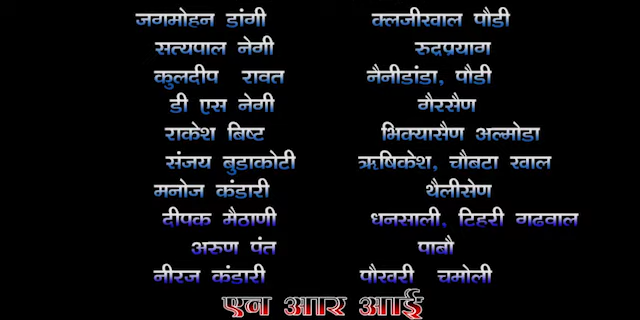 जगमोहन डांगी क्लजीखाल पौडी
सत्यपाल नेगी रुद्रप्रयाग
कुलदीप रावत नैनीडांडा, पौडी
डी एस नेगी गैरसैण
राकेश बिष्ट भिक्यासैण अल्मोडा
संजय बुडाकोटी ऋषिकेश, चौबटा खाल
मनोज कंडारी थैलीसेण
दीपक मैठाणी धनसाली, टिहरी गढवाल
अरुण पंत पाबौ
नीरज कंडारी पौखरी चमोली
एन आर आई